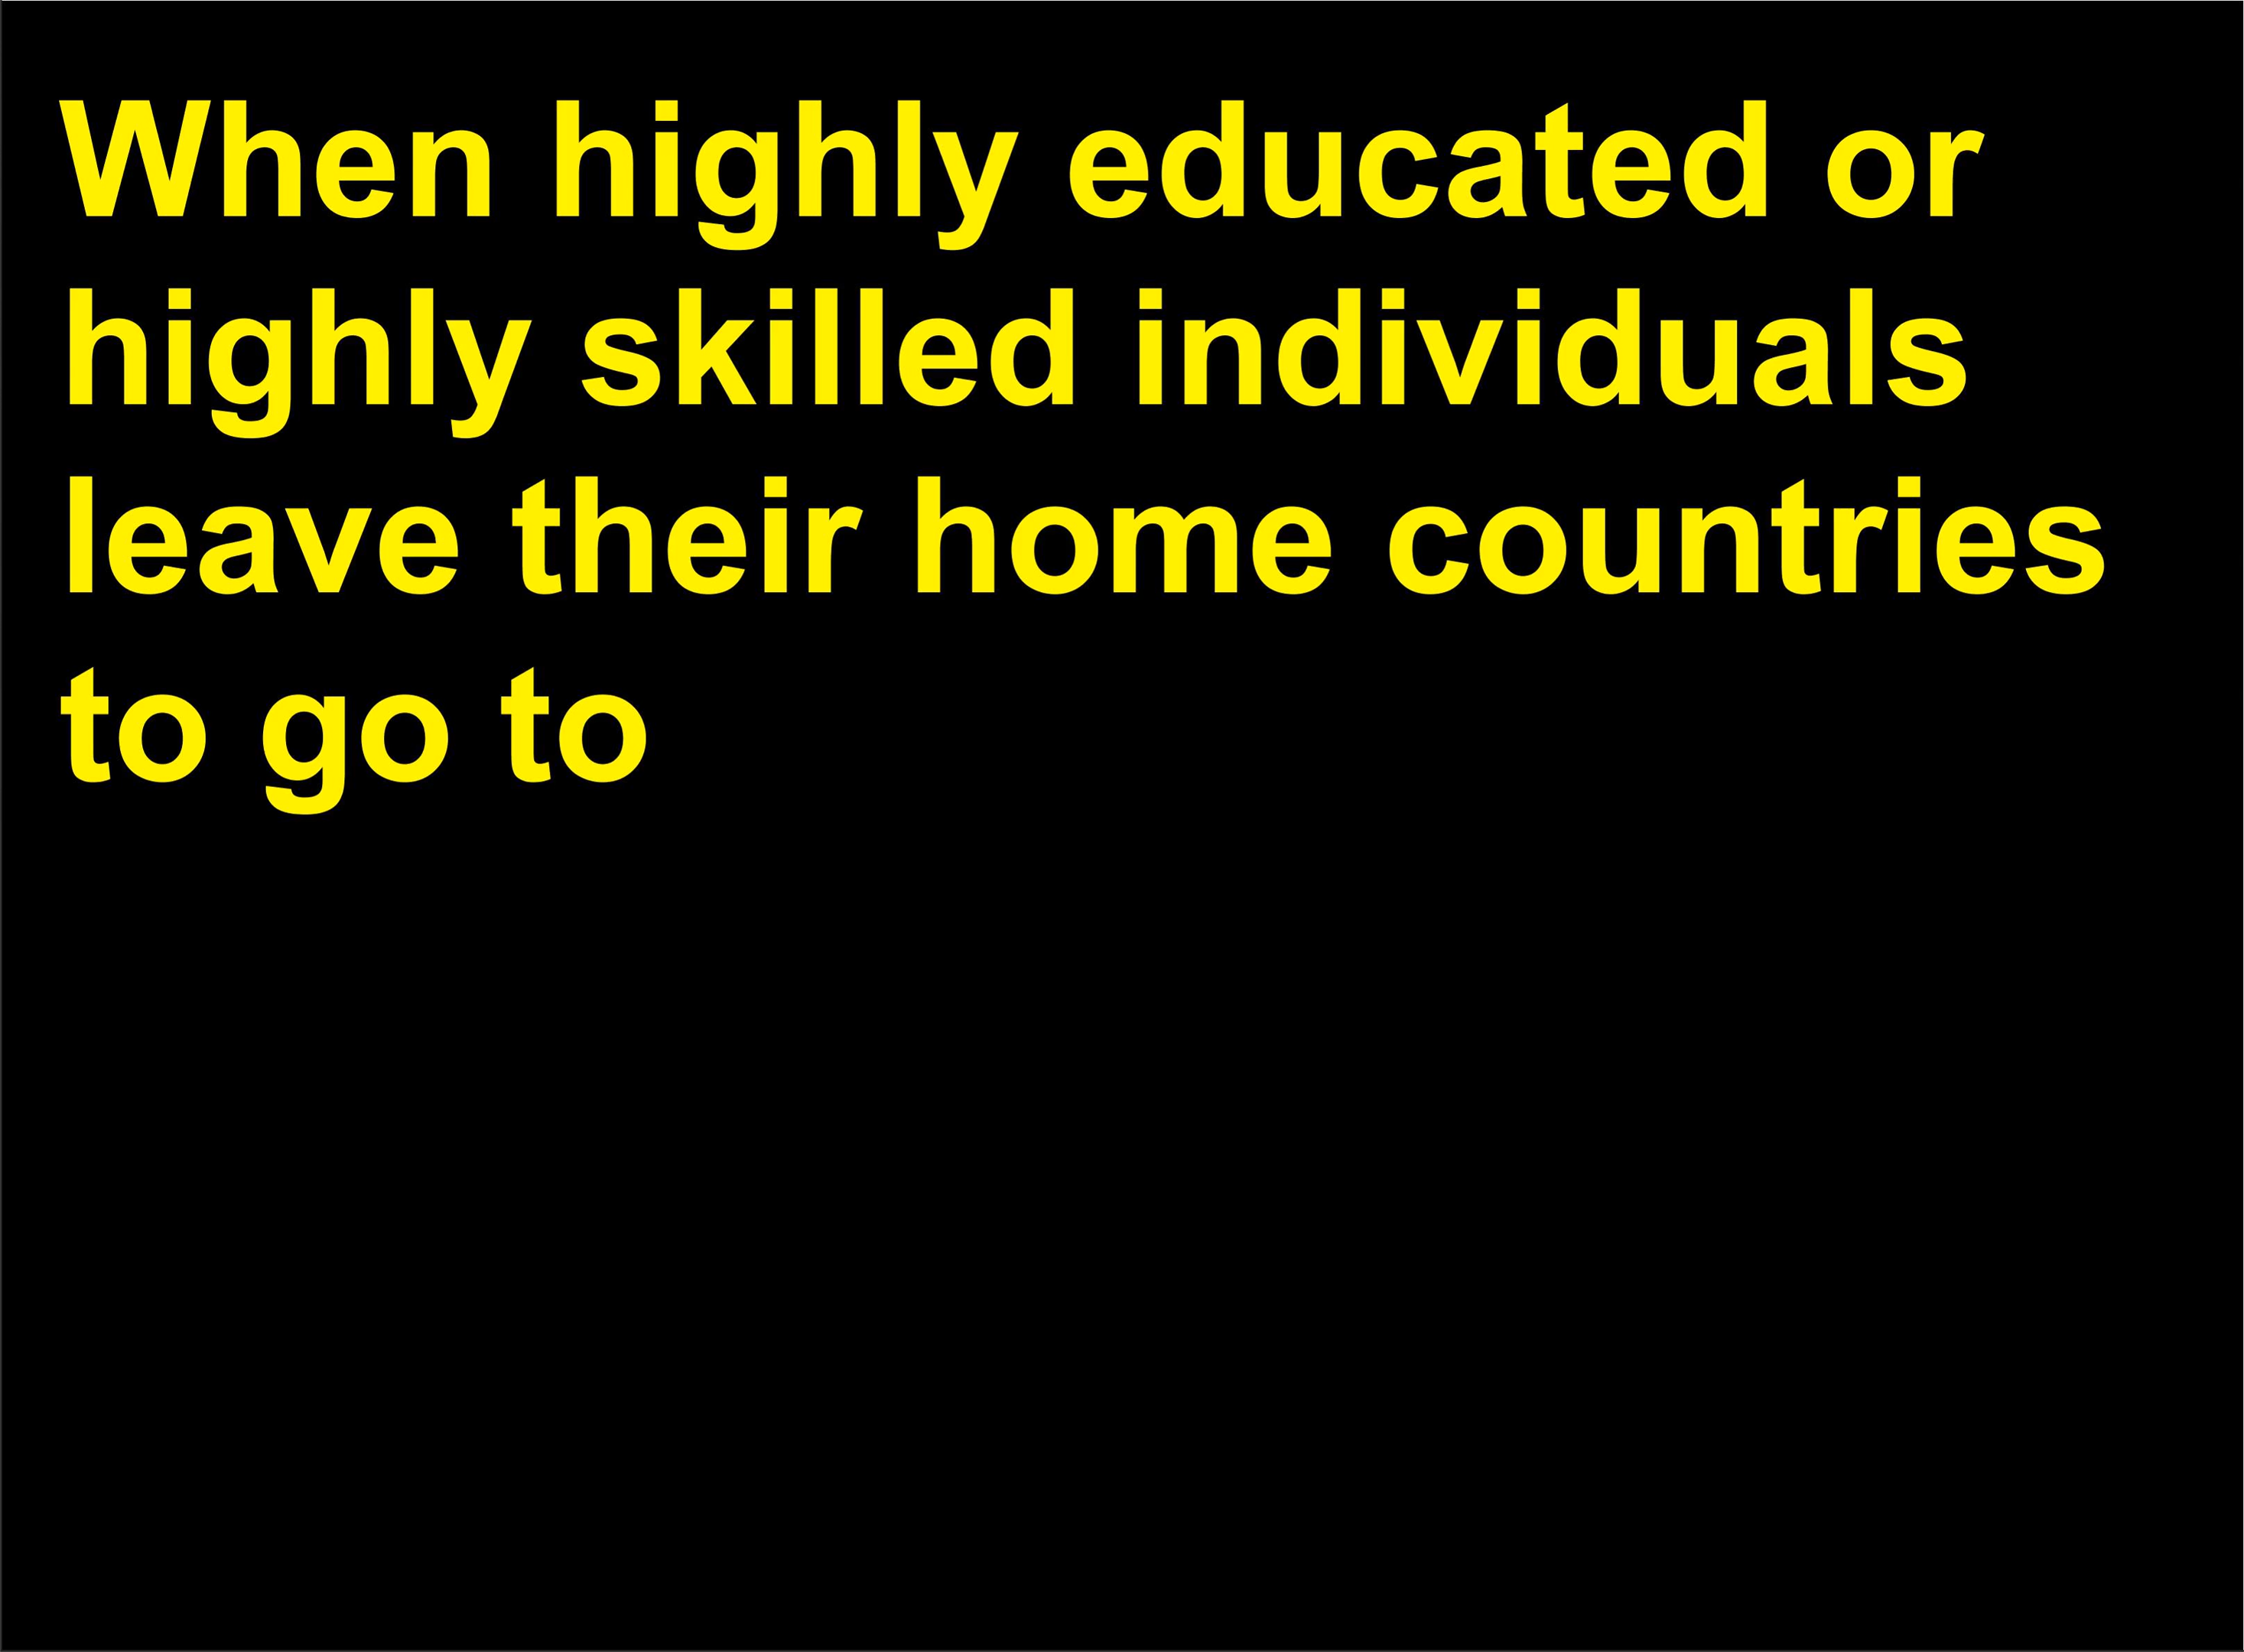 When highly educated or
highly skilled individuals
leave their home countries
to go to